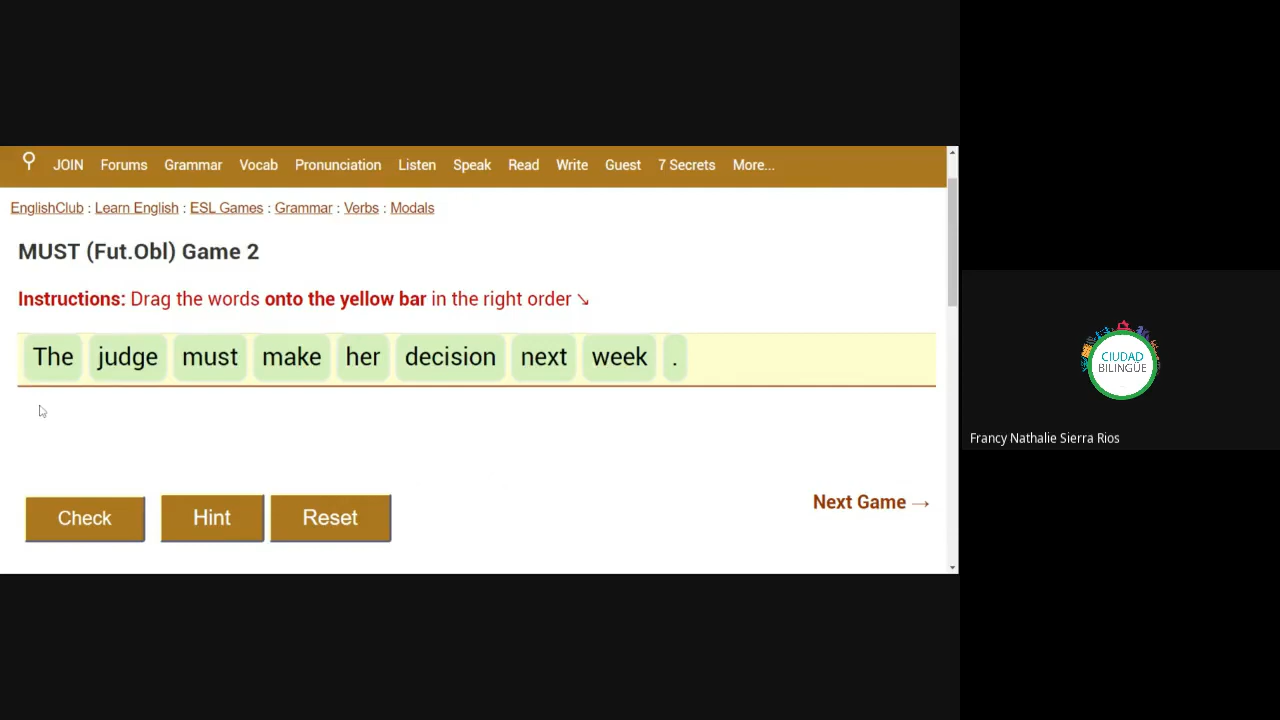 JOIN Forums Grammar Vocab Pronunciation Listen Speak Read Write Guest 7 Secrets More...
EnglishClub : Learn English : ESL Games : Grammar : Verbs : Modals
MUST (Fut.Obl) Game 2
Instructions: Drag the words onto the yellow bar in the right order ↘
The judge must make her decision next week .
Check Hint Reset
Next Game →
CIUDAD
BILINGÜE
Francy Nathalie Sierra Rios